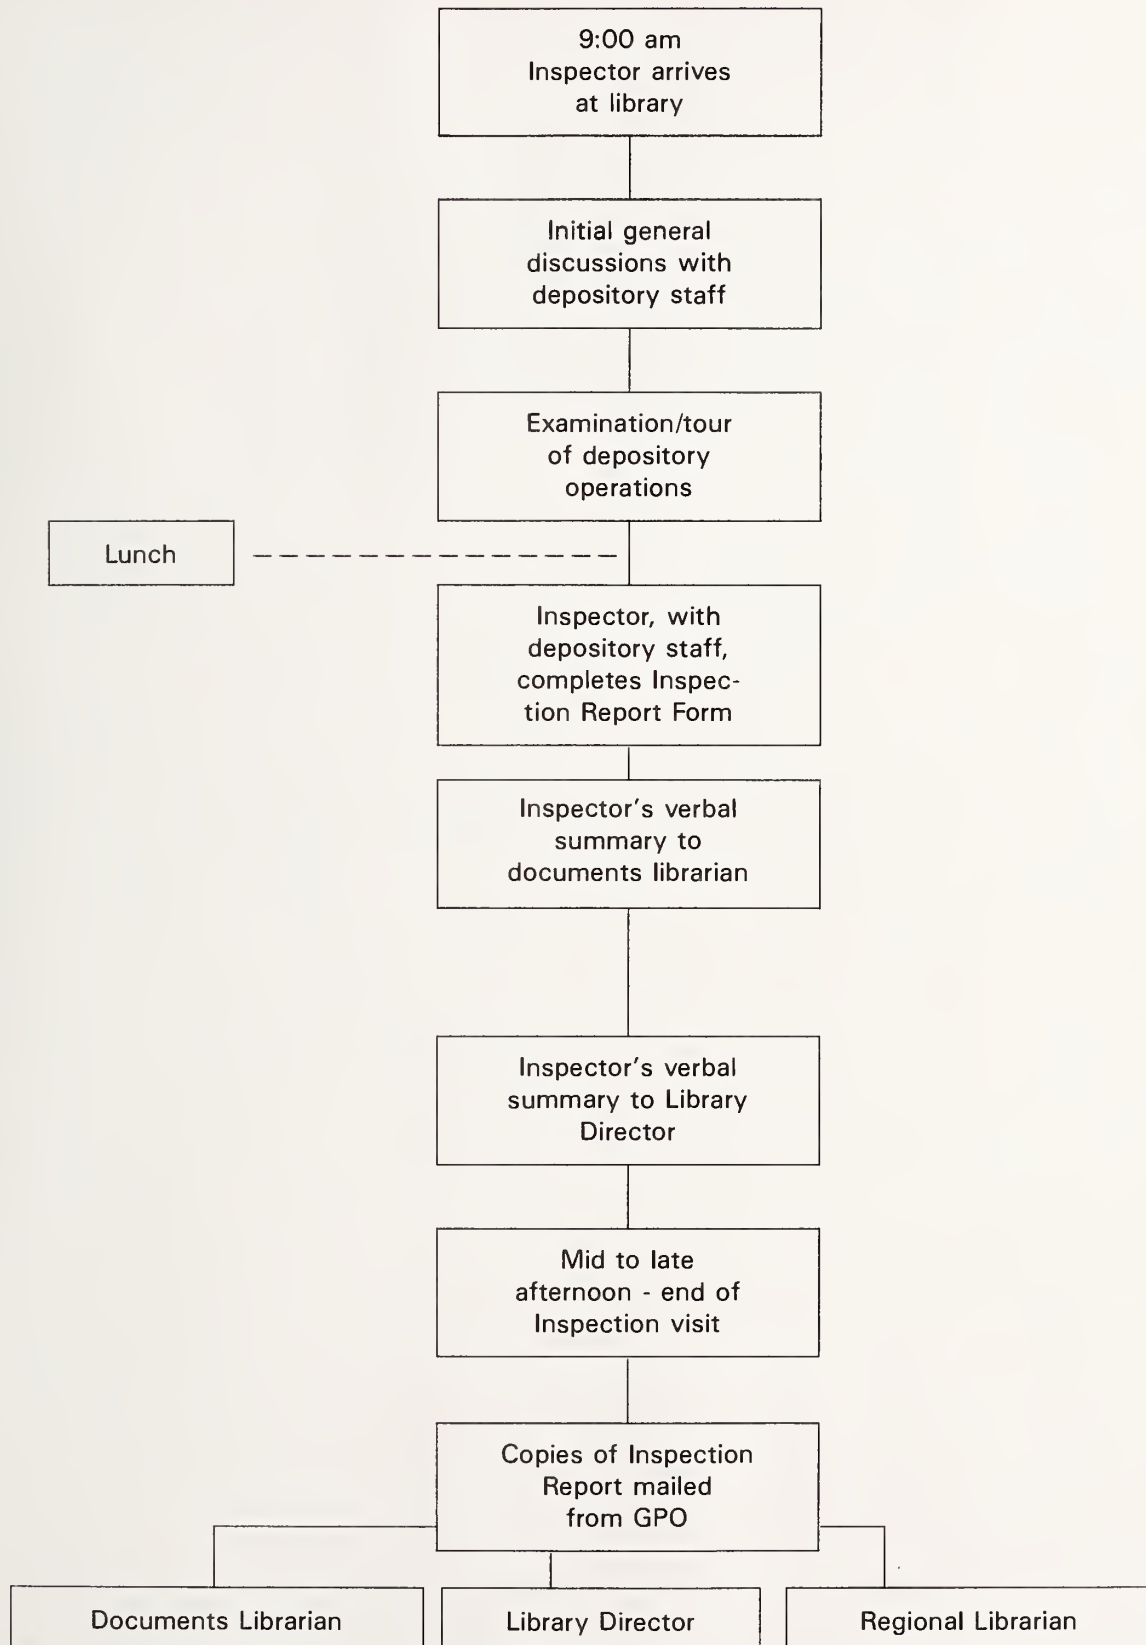 9:00 am
Inspector arrives
at library
Initial general
discussions with
depository staff
Examination/tour
of depository
operations
Lunch
Inspector, with
depository staff,
completes Inspec-
tion Report Form
Inspector's verbal
summary to
documents librarian
Inspector's verbal
summary to Library
Director
Mid to late
afternoon - end of
Inspection visit
Copies of Inspection
Report mailed
from GPO
Documents Librarian
Library Director
Regional Librarian